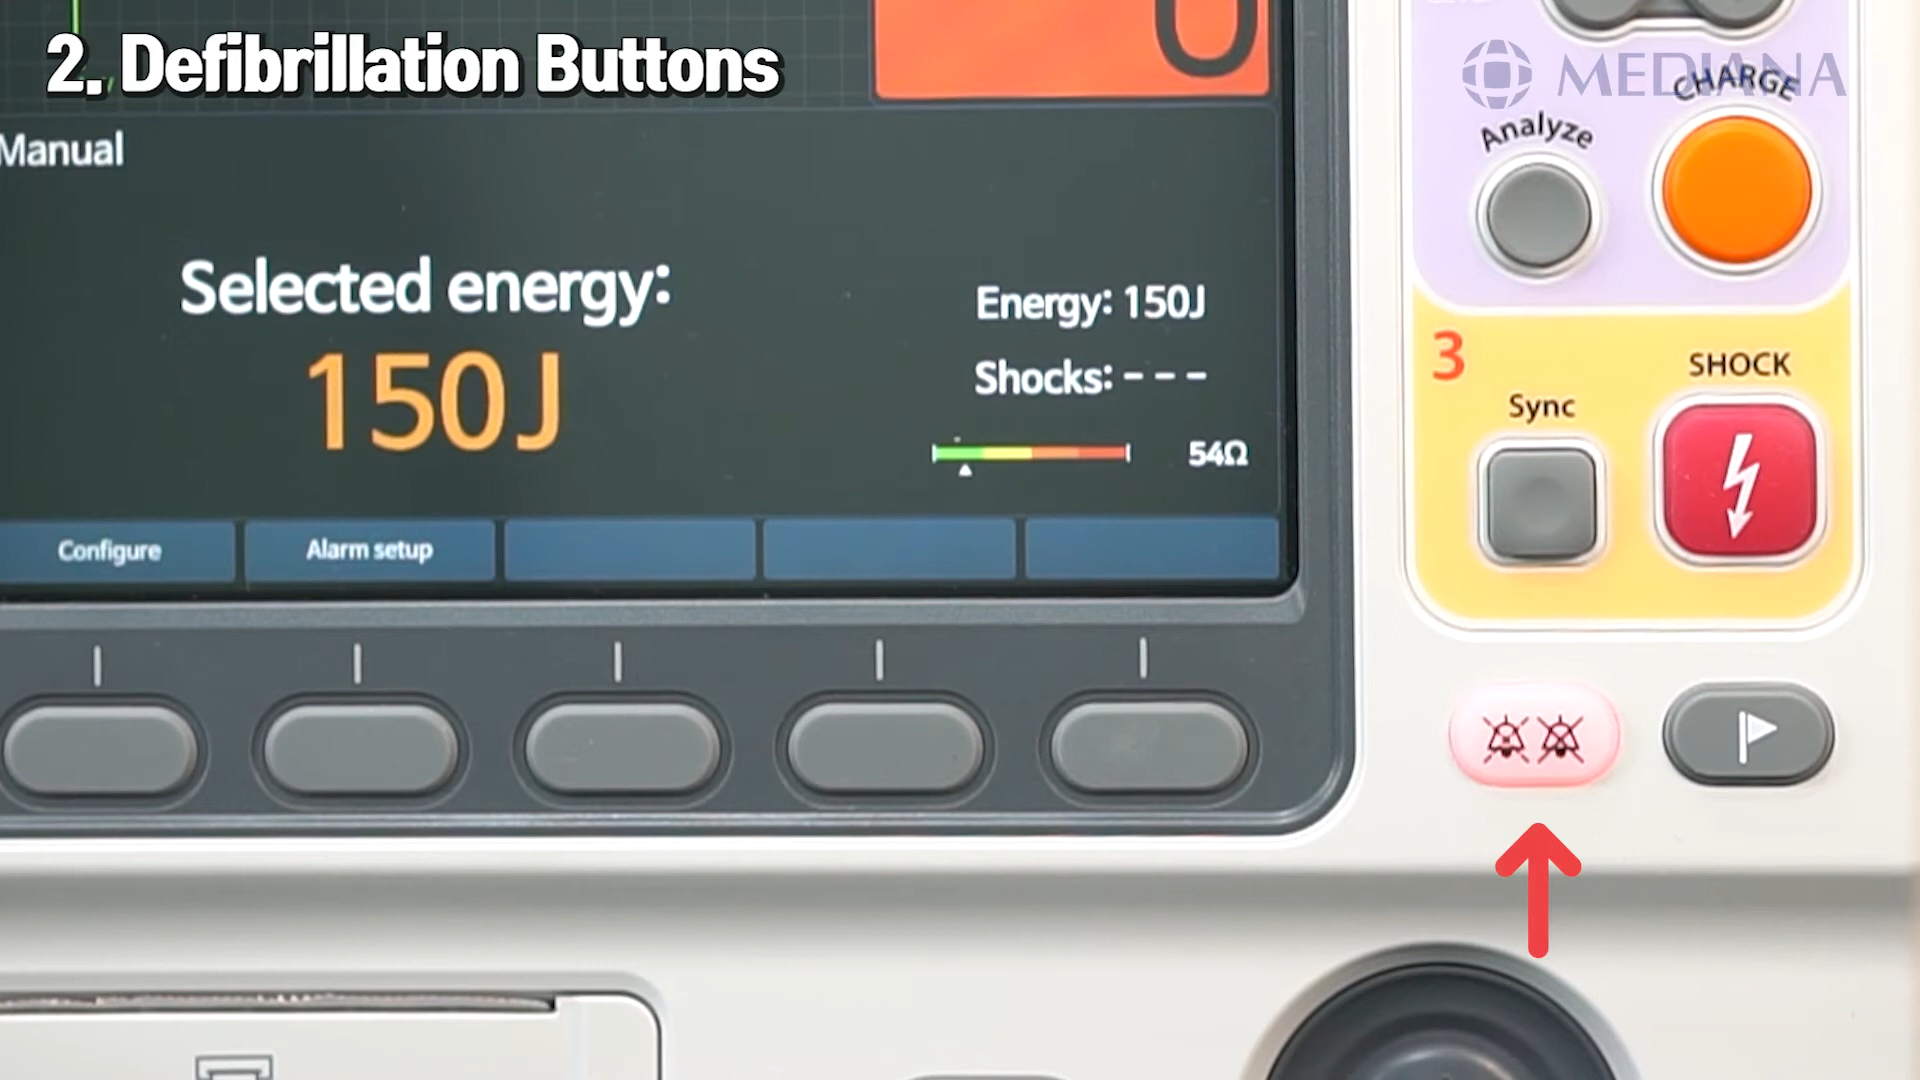 2. Defibrillation Buttons
0
MEDIANA
CHARGE
Analyze
Manual
Selected energy:
150J
Energy: 150J
Shocks: - - -
54Ω
3
SHOCK
Sync
Configure
Alarm setup